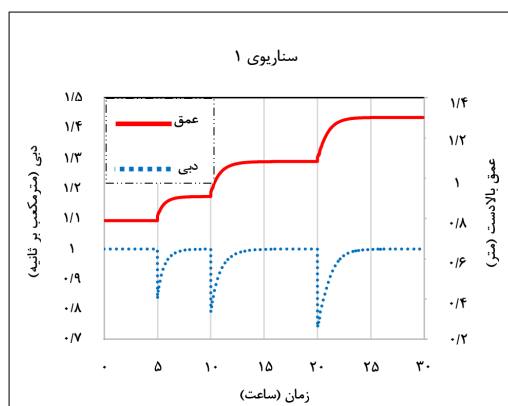 سناریوی ۱
۱/۵
۱/۴
۱/۳
۱/۲
۱/۱
۱
۰/۹
۰/۸
۰/۷
دبی (مترمکعب بر ثانیه)
عمق
دبی
۱/۴
۱/۲
۱
۰/۸
۰/۶
۰/۴
۰/۲
عمق بالادست (متر)
۰ ۵ ۱۰ ۱۵ ۲۰ ۲۵ ۳۰
زمان (ساعت)